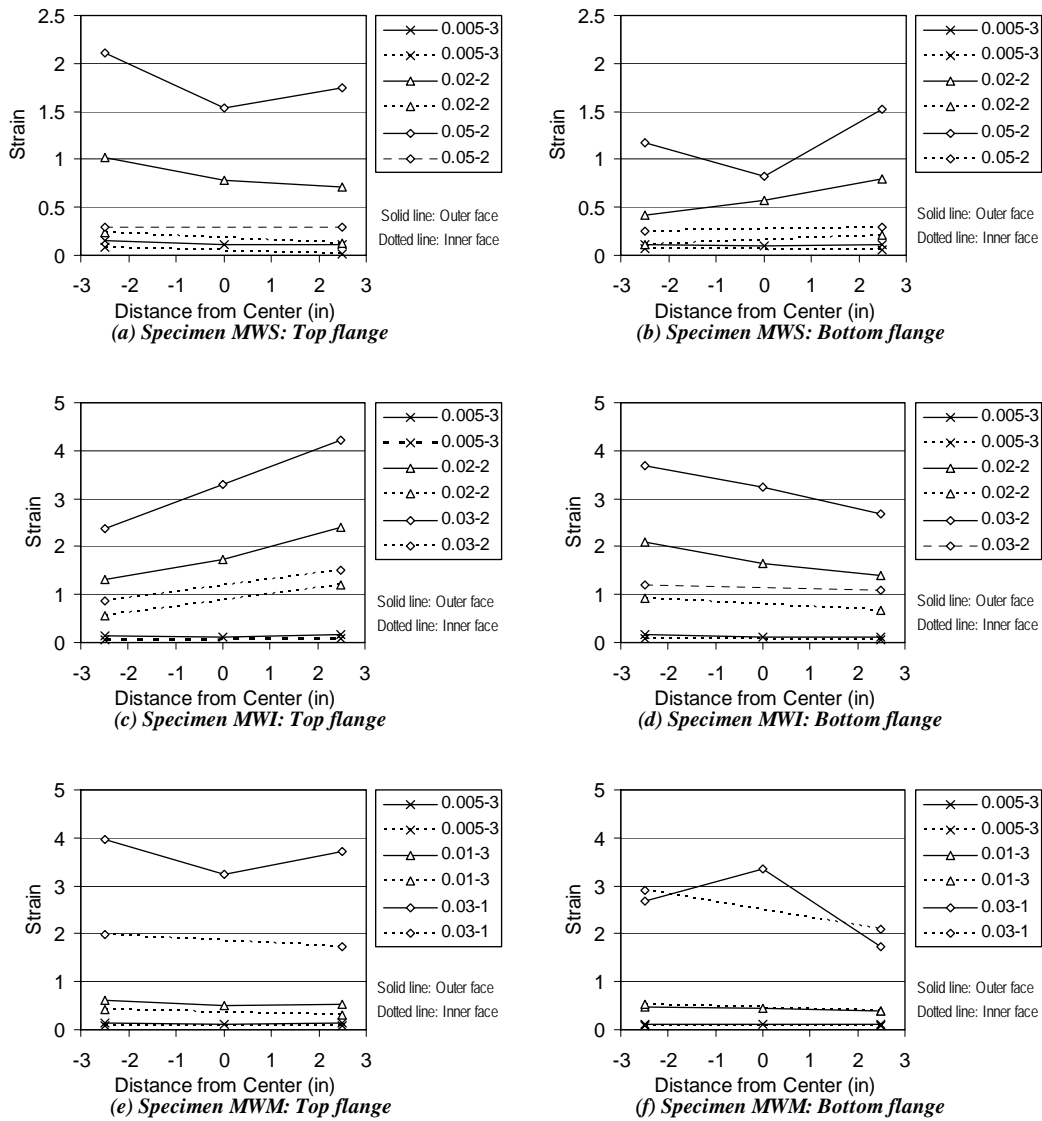 2.5
2
1.5
1
0.5
0
Strain
-3 -2 -1 0 1 2 3
Distance from Center (in)
0.005-3
0.005-3
0.02-2
0.02-2
0.05-2
0.05-2
Solid line: Outer face
Dotted line: Inner face
(a) Specimen MWS: Top flange
2.5
2
1.5
1
0.5
0
Strain
-3 -2 -1 0 1 2 3
Distance from Center (in)
0.005-3
0.005-3
0.02-2
0.02-2
0.05-2
0.05-2
Solid line: Outer face
Dotted line: Inner face
(b) Specimen MWS: Bottom flange
5
4
3
2
1
0
Strain
-3 -2 -1 0 1 2 3
Distance from Center (in)
0.005-3
0.005-3
0.02-2
0.02-2
0.03-2
0.03-2
Solid line: Outer face
Dotted line: Inner face
(c) Specimen MWI: Top flange
5
4
3
2
1
0
Strain
-3 -2 -1 0 1 2 3
Distance from Center (in)
0.005-3
0.005-3
0.02-2
0.02-2
0.03-2
0.03-2
Solid line: Outer face
Dotted line: Inner face
(d) Specimen MWI: Bottom flange
5
4
3
2
1
0
Strain
-3 -2 -1 0 1 2 3
Distance from Center (in)
0.005-3
0.005-3
0.01-3
0.01-3
0.03-1
0.03-1
Solid line: Outer face
Dotted line: Inner face
(e) Specimen MWM: Top flange
5
4
3
2
1
0
Strain
-3 -2 -1 0 1 2 3
Distance from Center (in)
0.005-3
0.005-3
0.01-3
0.01-3
0.03-1
0.03-1
Solid line: Outer face
Dotted line: Inner face
(f) Specimen MWM: Bottom flange